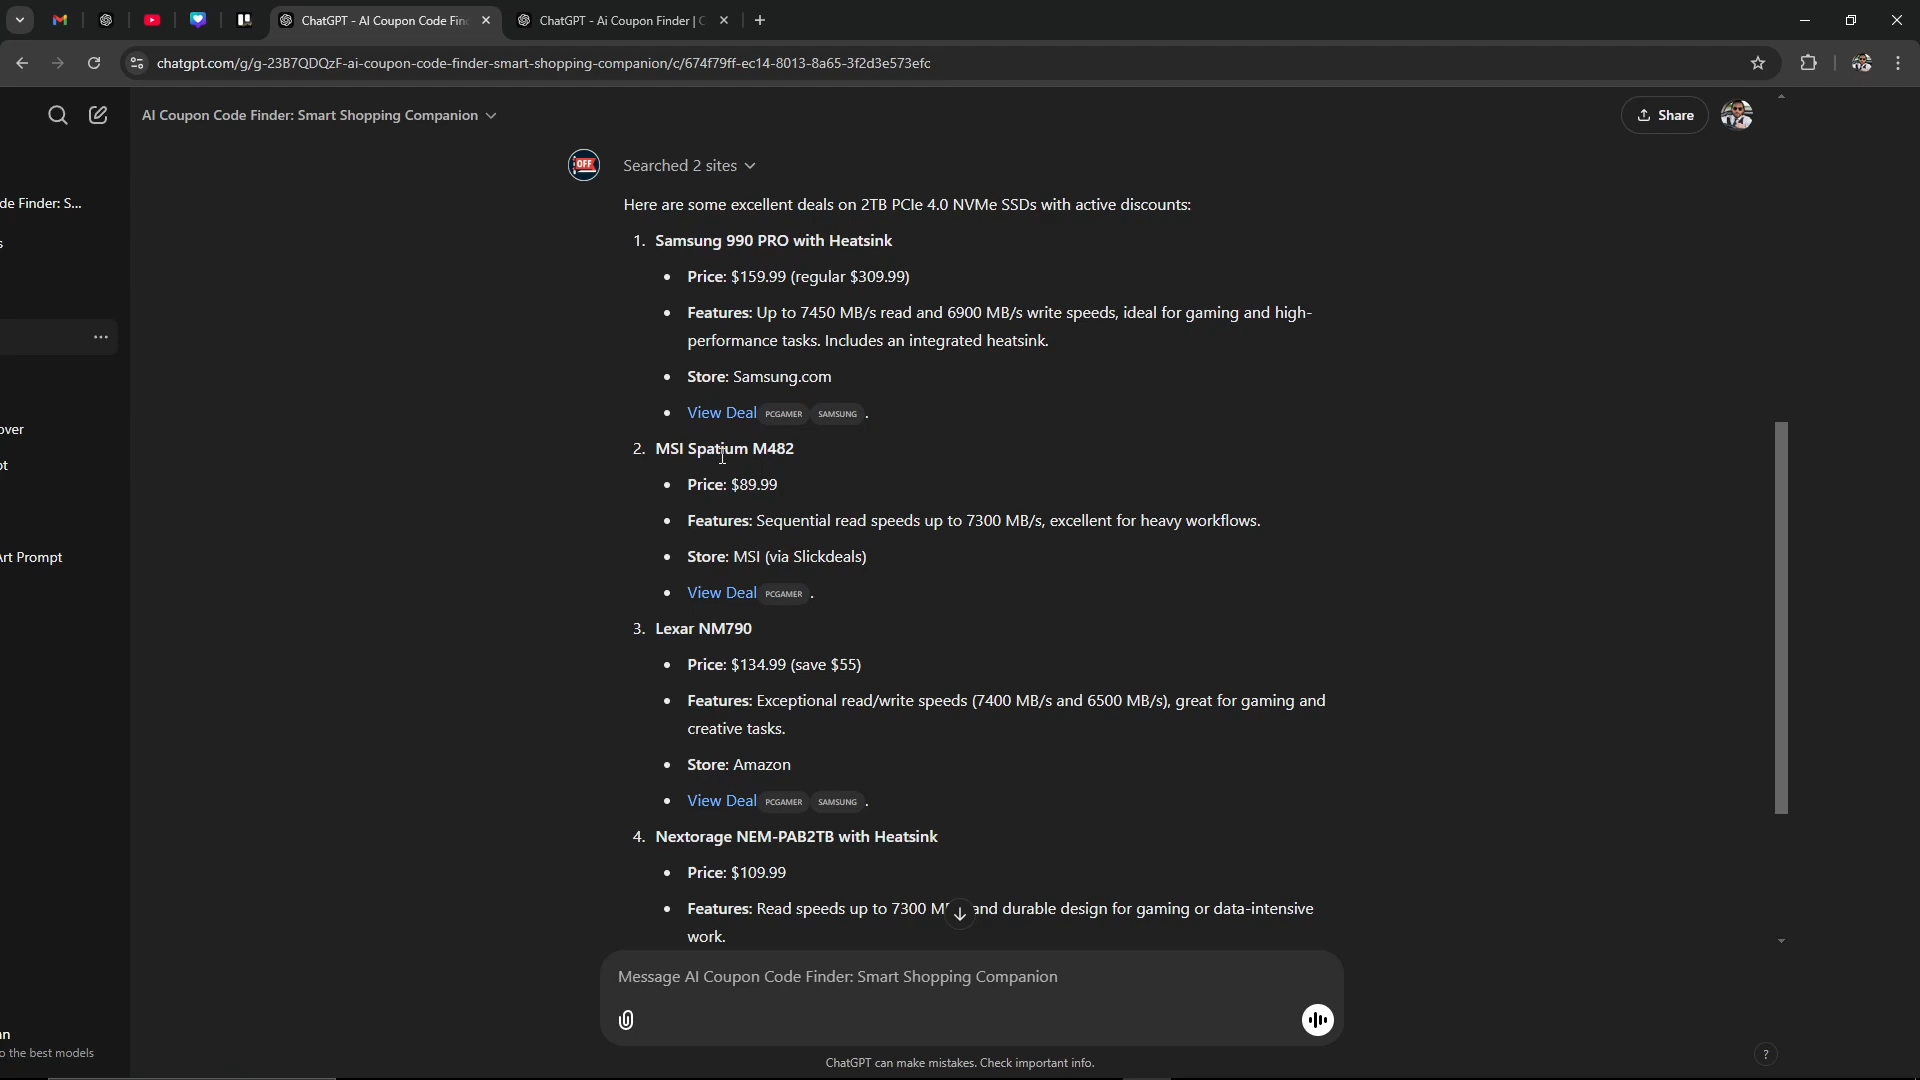 ChatGPT - AI Coupon Code Fin
ChatGPT - Ai Coupon Finder | C
chatgpt.com/g/g-23B7QDQzF-ai-coupon-code-finder-smart-shopping-companion/c/674f79ff-ec14-8013-8a65-3f2d3e573efc
AI Coupon Code Finder: Smart Shopping Companion
Share
de Finder: S...
s
over
ot
Art Prompt
an
o the best models
OFF
Searched 2 sites
Here are some excellent deals on 2TB PCIe 4.0 NVMe SSDs with active discounts:
1. Samsung 990 PRO with Heatsink
• Price: $159.99 (regular $309.99)
• Features: Up to 7450 MB/s read and 6900 MB/s write speeds, ideal for gaming and high-
performance tasks. Includes an integrated heatsink.
• Store: Samsung.com
• View Deal PCGAMER SAMSUNG .
2. MSI Spatium M482
• Price: $89.99
• Features: Sequential read speeds up to 7300 MB/s, excellent for heavy workflows.
• Store: MSI (via Slickdeals)
• View Deal PCGAMER .
3. Lexar NM790
• Price: $134.99 (save $55)
• Features: Exceptional read/write speeds (7400 MB/s and 6500 MB/s), great for gaming and
creative tasks.
• Store: Amazon
• View Deal PCGAMER SAMSUNG .
4. Nextorage NEM-PAB2TB with Heatsink
• Price: $109.99
• Features: Read speeds up to 7300 and durable design for gaming or data-intensive
work.
Message AI Coupon Code Finder: Smart Shopping Companion
ChatGPT can make mistakes. Check important info.
?